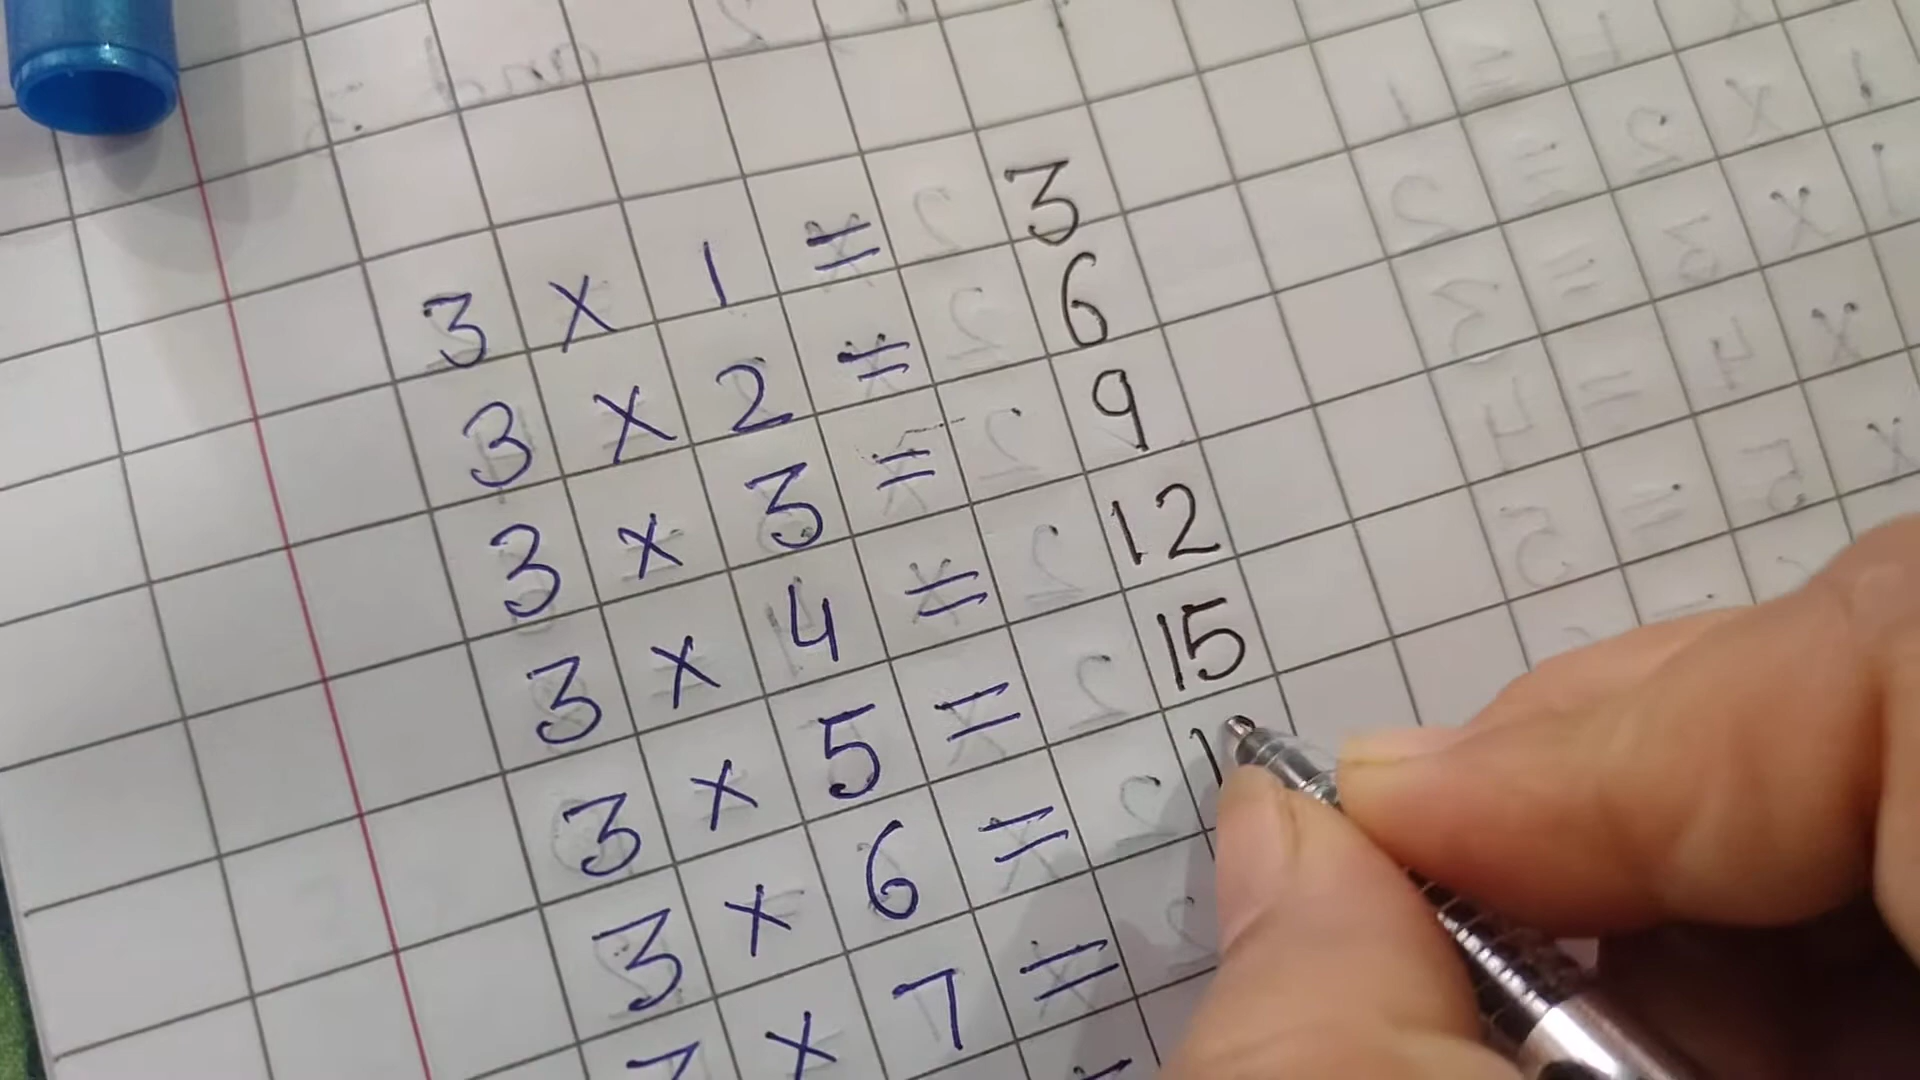 3 x 1 = 3
3 x 2 = 6
3 x 3 = 9
3 x 4 = 12
3 x 5 = 15
3 x 6 = 1
3 x 7 =